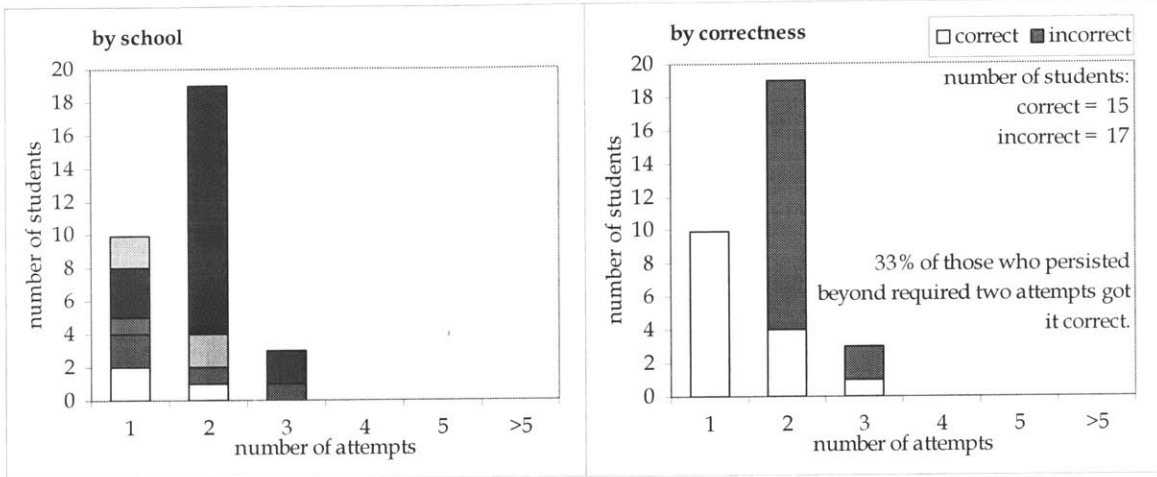 by school
20
18
16
14
12
10
8
6
4
2
0
number of students
1 2 3 4 5 >5
number of attempts
by correctness
correct incorrect
20
18
16
14
12
10
8
6
4
2
0
number of students
number of students:
correct = 15
incorrect = 17
33% of those who persisted
beyond required two attempts got
it correct.
1 2 3 4 5 >5
number of attempts